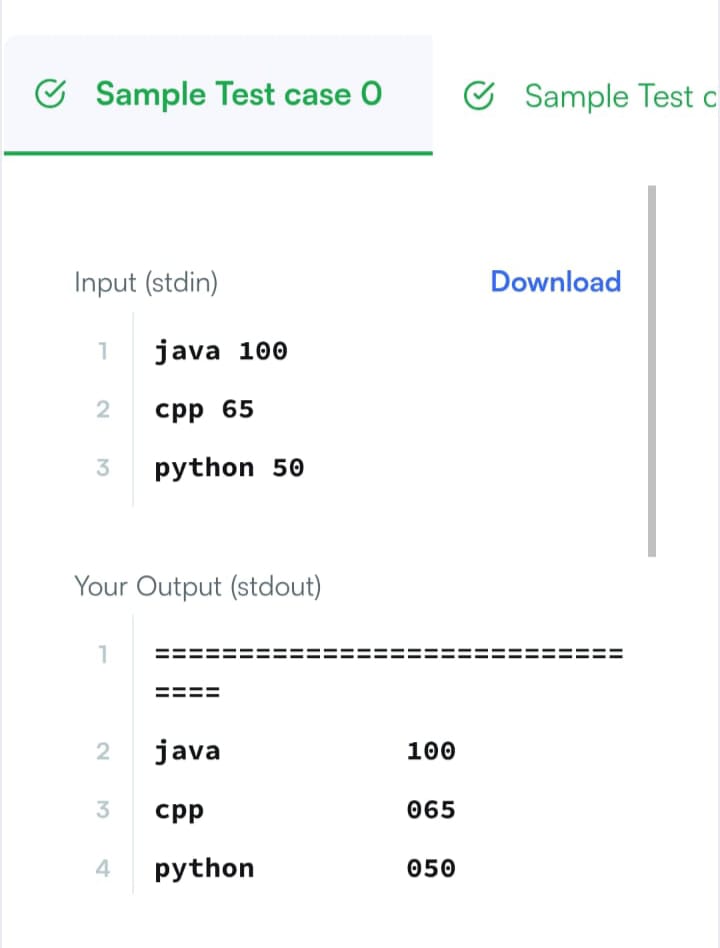 Sample Test case 0 Sample Test c
Input (stdin) Download
1 java 100
2 cpp 65
3 python 50
Your Output (stdout)
1 ============================
====
2 java 100
3 cpp 065
4 python 050